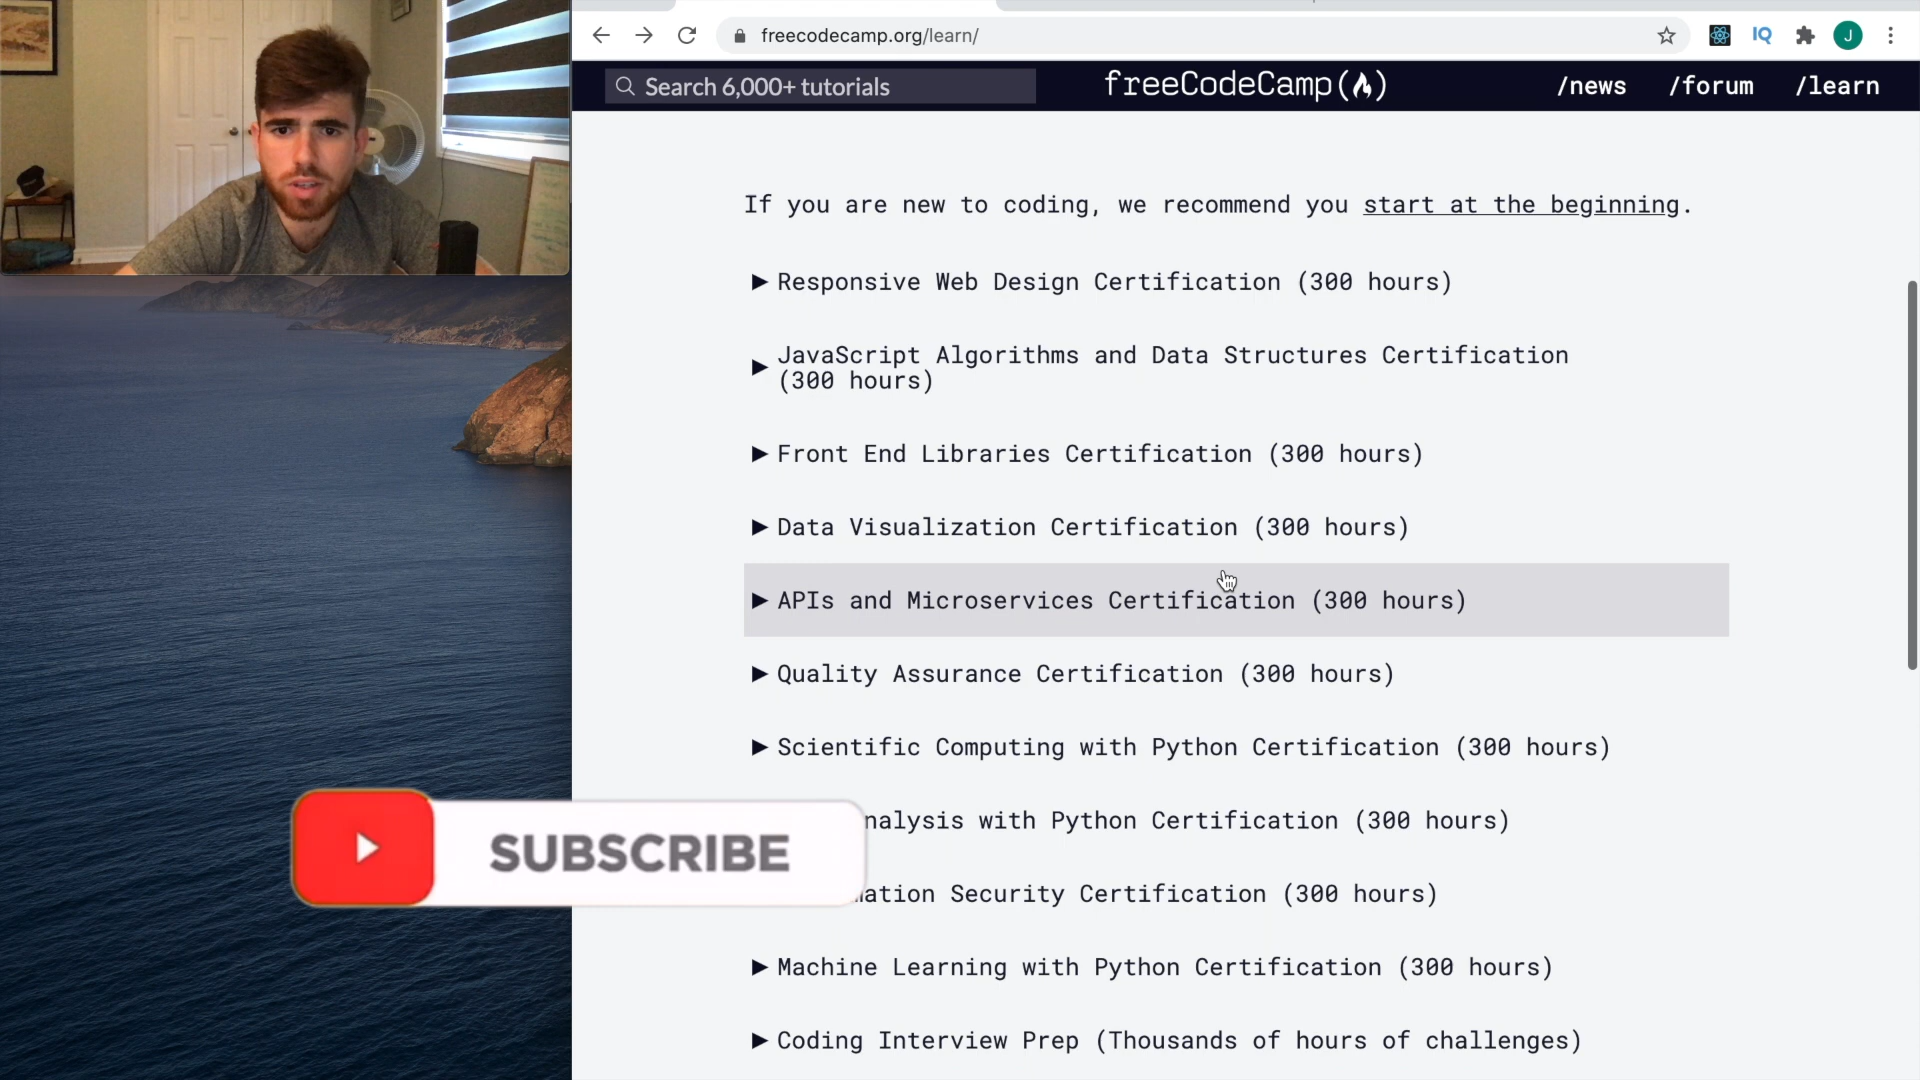 freecodecamp.org/learn/
IQ
J
Search 6,000+ tutorials
freeCodeCamp
/news
/forum
/learn
If you are new to coding, we recommend you start at the beginning.
Responsive Web Design Certification (300 hours)
JavaScript Algorithms and Data Structures Certification
(300 hours)
Front End Libraries Certification (300 hours)
Data Visualization Certification (300 hours)
APIs and Microservices Certification (300 hours)
Quality Assurance Certification (300 hours)
Scientific Computing with Python Certification (300 hours)
nalysis with Python Certification (300 hours)
SUBSCRIBE
ation Security Certification (300 hours)
Machine Learning with Python Certification (300 hours)
Coding Interview Prep (Thousands of hours of challenges)